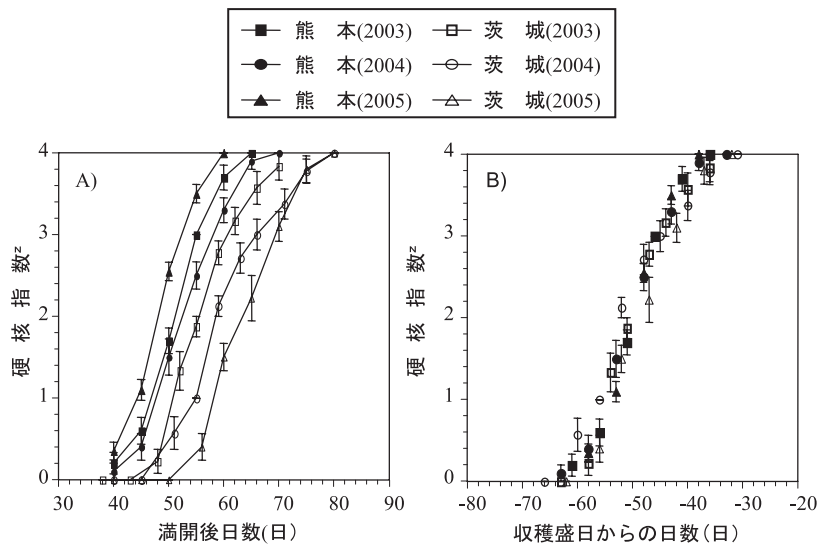 熊 本(2003) 茨 城(2003)
熊 本(2004) 茨 城(2004)
熊 本(2005) 茨 城(2005)
A)
硬 核 指 数z
4
3
2
1
0
30 40 50 60 70 80 90
満開後日数(日)
B)
硬 核 指 数z
4
3
2
1
0
-80 -70 -60 -50 -40 -30 -20
収穫盛日からの日数(日)